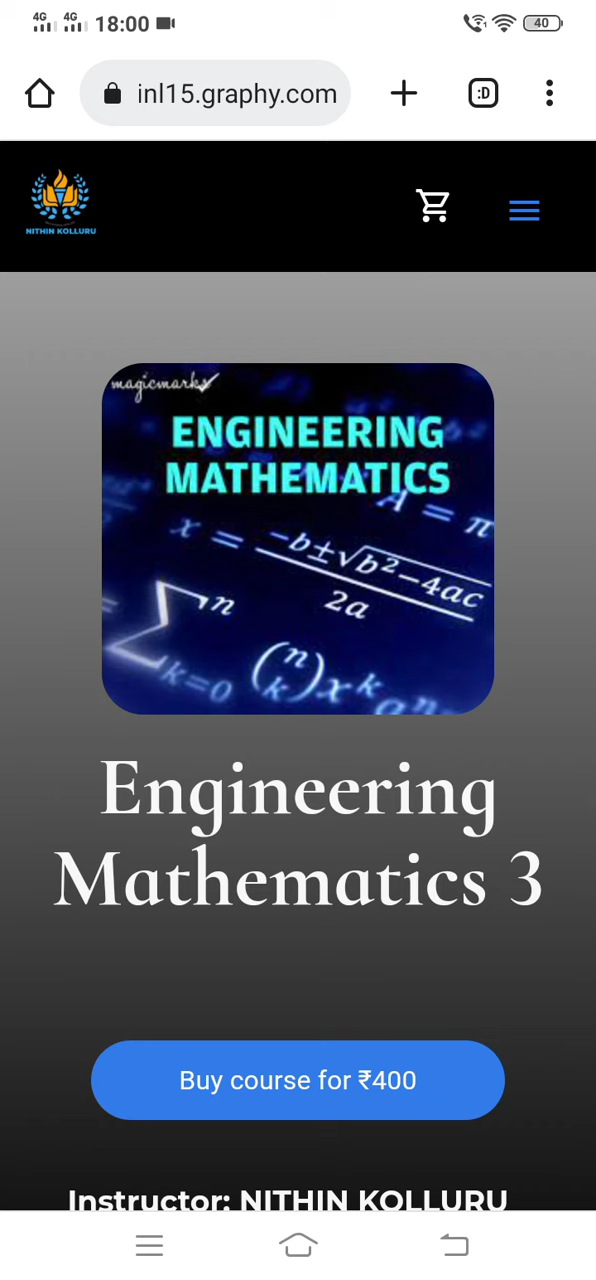 4G 4G 18:00 40
inl15.graphy.com :D
NITHIN KOLLURU
magicmarks
ENGINEERING
MATHEMATICS
A = π
x = -b±√b²-4ac
2a
n
k=0 (n k) x^k a^n
Engineering
Mathematics 3
Buy course for ₹400
Instructor: NITHIN KOLLURU